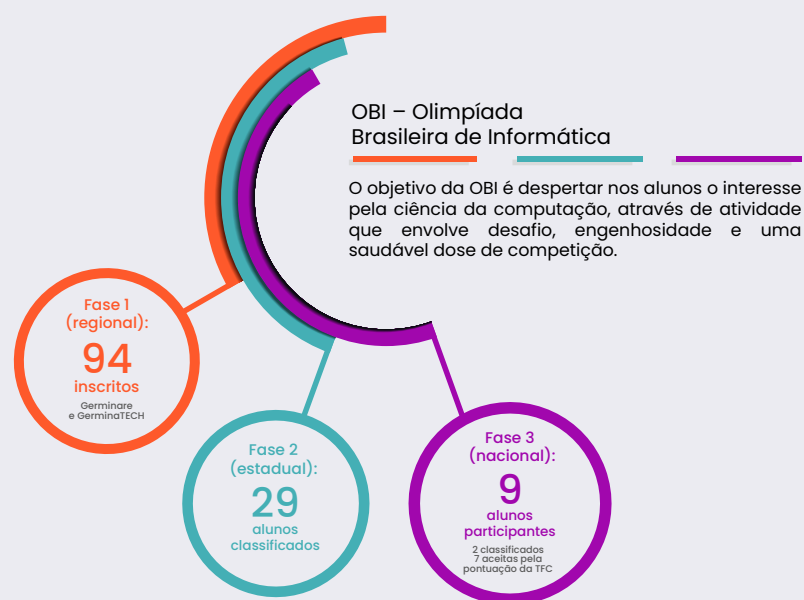 OBI – Olimpíada
Brasileira de Informática
O objetivo da OBI é despertar nos alunos o interesse
pela ciência da computação, através de atividade
que envolve desafio, engenhosidade e uma
saudável dose de competição.
Fase 1
(regional):
94
inscritos
Germinare
e GerminaTECH
Fase 2
(estadual):
29
alunos
classificados
Fase 3
(nacional):
9
alunos
participantes
2 classificados
7 aceitas pela
pontuação da TFC